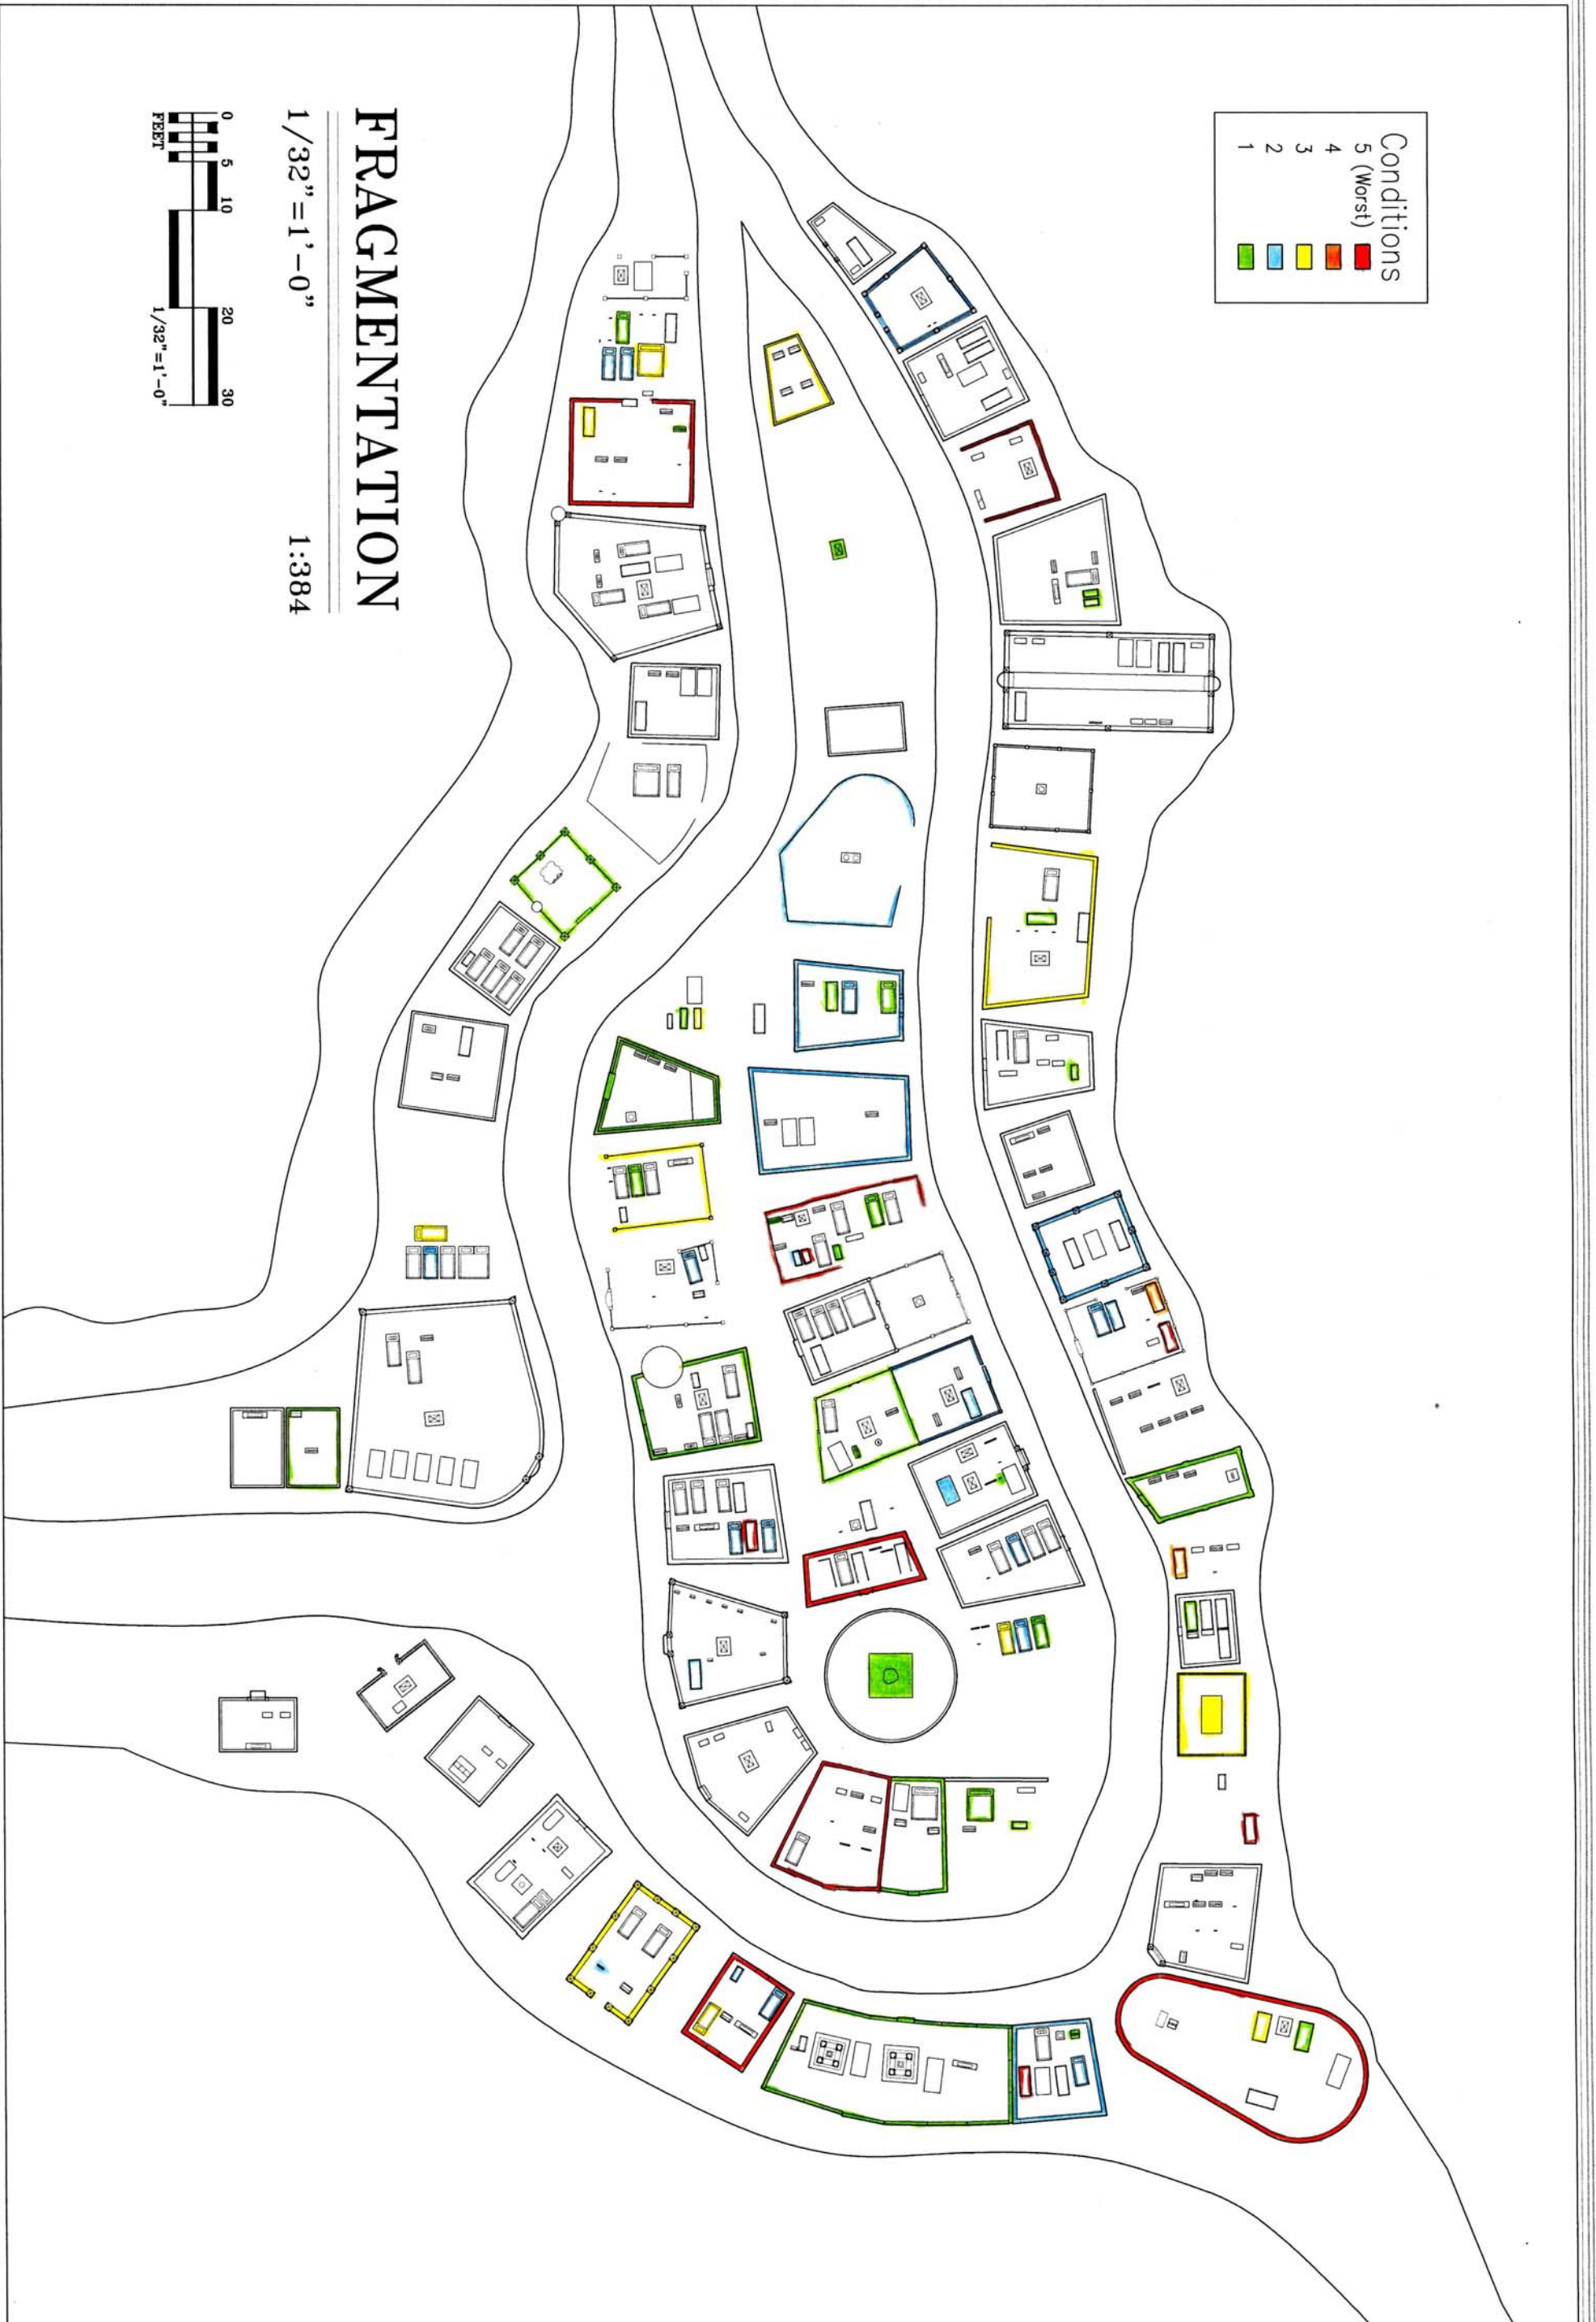 Conditions
5 (Worst)
4
3
2
1
FRAGMENTATION
1/32"=1'-0" 1:384
0 5 10 20 30
FEET 1/32"=1'-0"